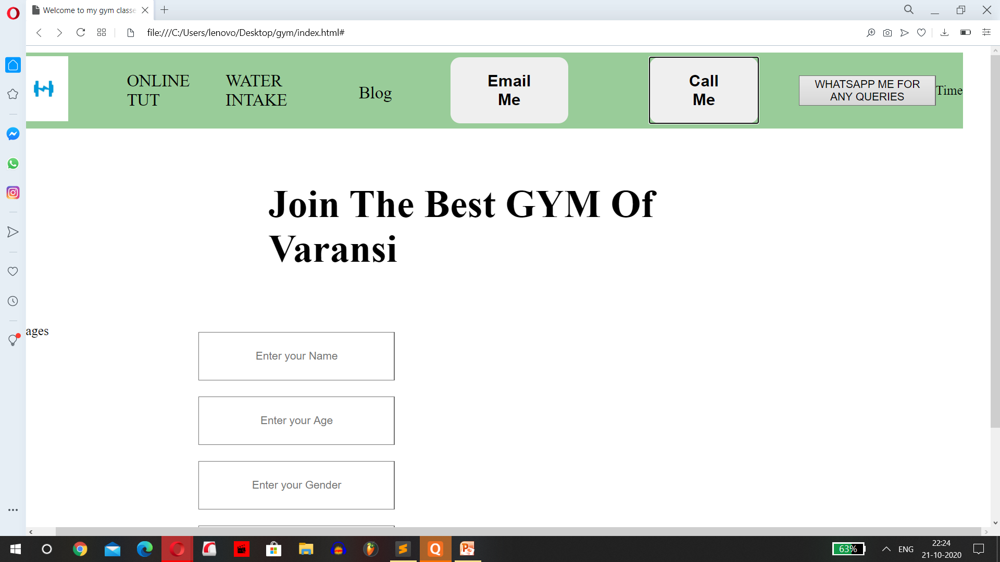 Welcome to my gym classe
file:///C:/Users/lenovo/Desktop/gym/index.html#
ONLINE
TUT
WATER
INTAKE
Blog
Email
Me
Call
Me
WHATSAPP ME FOR
ANY QUERIES
Time
Join The Best GYM Of
Varansi
ages
Enter your Name
Enter your Age
Enter your Gender
63%
ENG
22:24
21-10-2020